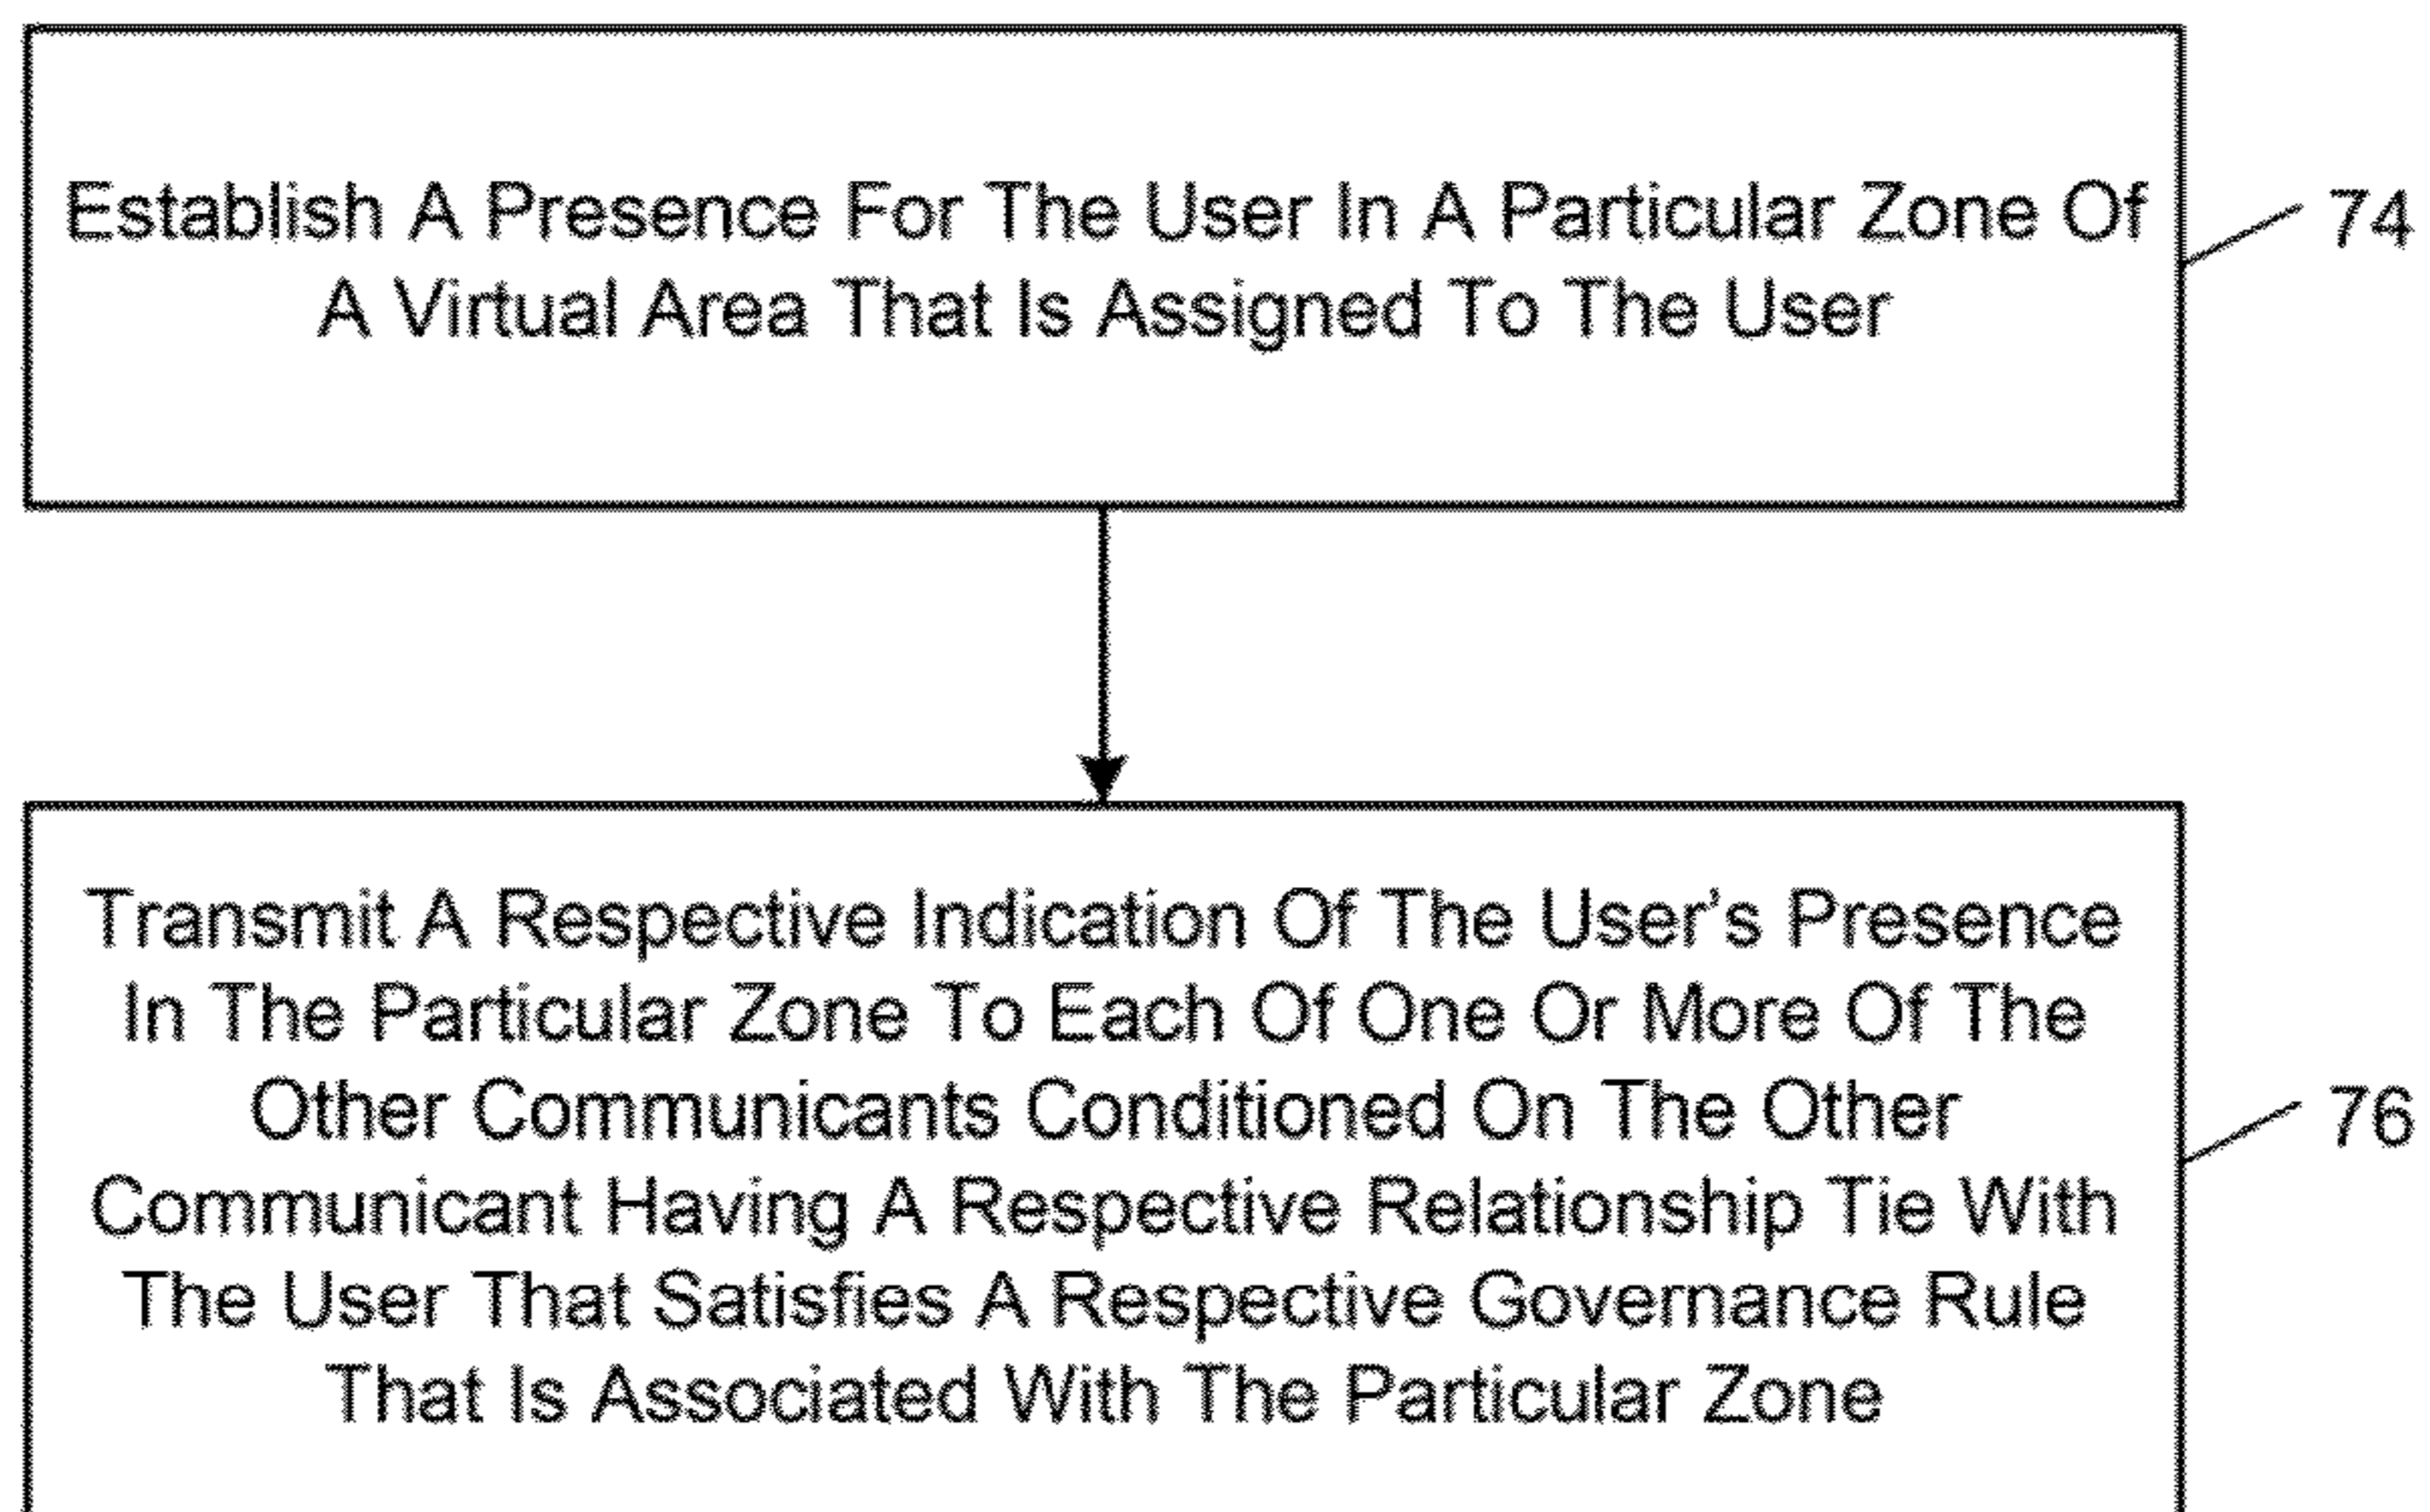 Establish A Presence For The User In A Particular Zone Of
A Virtual Area That Is Assigned To The User
74
Transmit A Respective Indication Of The User's Presence
In The Particular Zone To Each Of One Or More Of The
Other Communicants Conditioned On The Other
Communicant Having A Respective Relationship Tie With
The User That Satisfies A Respective Governance Rule
That Is Associated With The Particular Zone
76